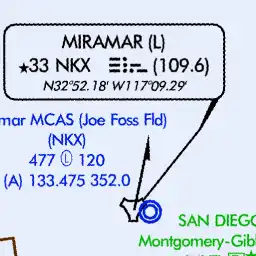 MIRAMAR (L)
★33 NKX (109.6)
N32°52.18' W117°09.29'
mar MCAS (Joe Foss Fld)
(NKX)
477 Ⓛ 120
(A) 133.475 352.0
SAN DIEGO
Montgomery-Gib